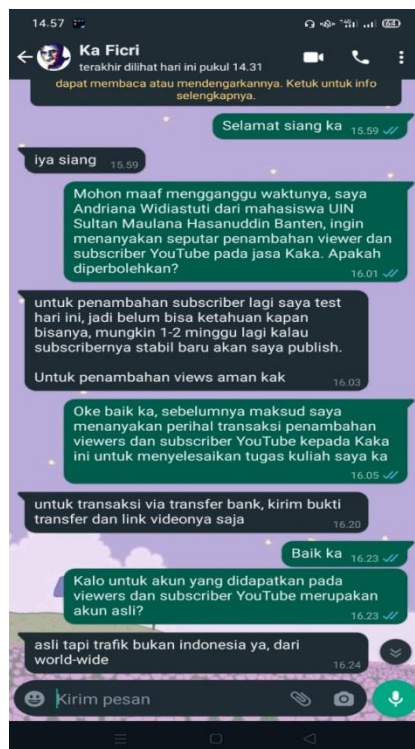 14.57
64
Ka Ficri
terakhir dilihat hari ini pukul 14.31
dapat membaca atau mendengarkannya. Ketuk untuk info
selengkapnya.
Selamat siang ka 15.59
iya siang 15.59
Mohon maaf mengganggu waktunya, saya
Andriana Widiastuti dari mahasiswa UIN
Sultan Maulana Hasanuddin Banten, ingin
menanyakan seputar penambahan viewer dan
subscriber YouTube pada jasa Kaka. Apakah
diperbolehkan?
16.01
untuk penambahan subscriber lagi saya test
hari ini, jadi belum bisa ketahuan kapan
bisanya, mungkin 1-2 minggu lagi kalau
subscribernya stabil baru akan saya publish.
Untuk penambahan views aman kak
16.03
Oke baik ka, sebelumnya maksud saya
menanyakan perihal transaksi penambahan
viewers dan subscriber YouTube kepada Kaka
ini untuk menyelesaikan tugas kuliah saya ka
16.05
untuk transaksi via transfer bank, kirim bukti
transfer dan link videonya saja
16.20
Baik ka 16.23
Kalo untuk akun yang didapatkan pada
viewers dan subscriber YouTube merupakan
akun asli?
16.23
asli tapi trafik bukan indonesia ya, dari
world-wide
16.24
Kirim pesan